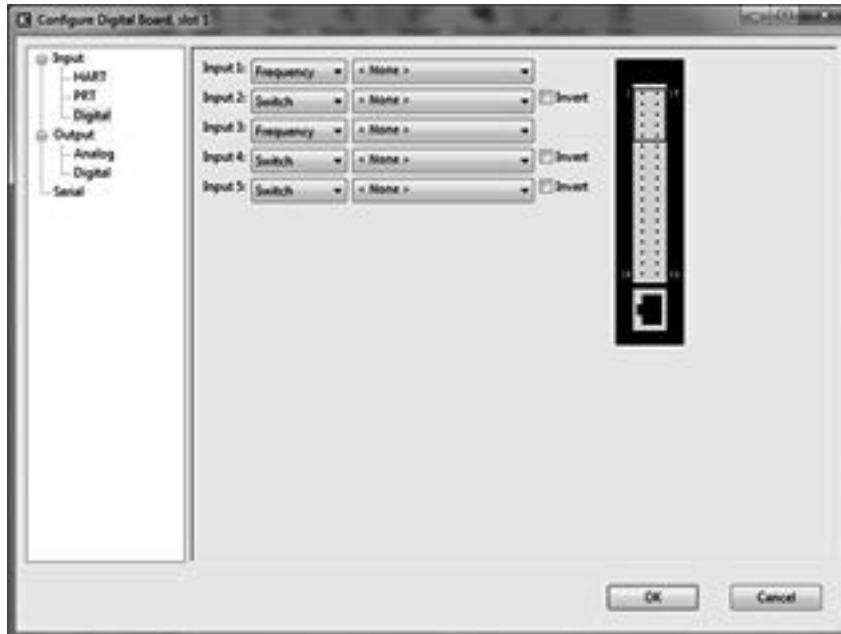 Configure Digital Board, slot 1
Input
HART
PRT
Digital
Output
Analog
Digital
Serial
Input 1: Frequency < None >
Input 2: Switch < None > Invert
Input 3: Frequency < None >
Input 4: Switch < None > Invert
Input 5: Switch < None > Invert
OK Cancel